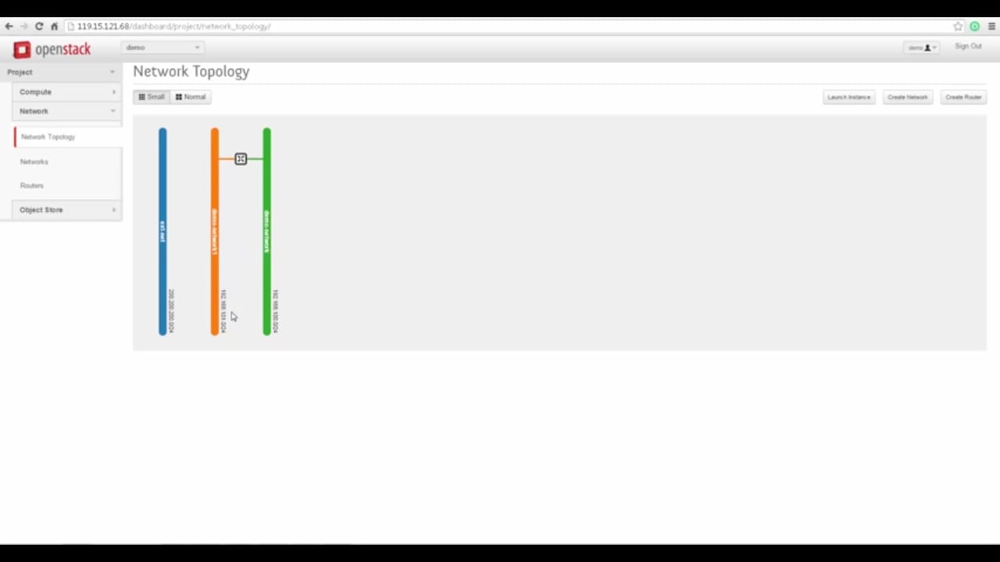 119.15.121.68/dashboard/project/network_topology/
openstack
demo
demo
Sign Out
Project
Compute
Network
Network Topology
Networks
Routers
Object Store
Network Topology
Small
Normal
Launch Instance
Create Network
Create Router
ext-net
200.200.200.0/24
demo-network1
192.168.101.0/24
demo-network
192.168.100.0/24